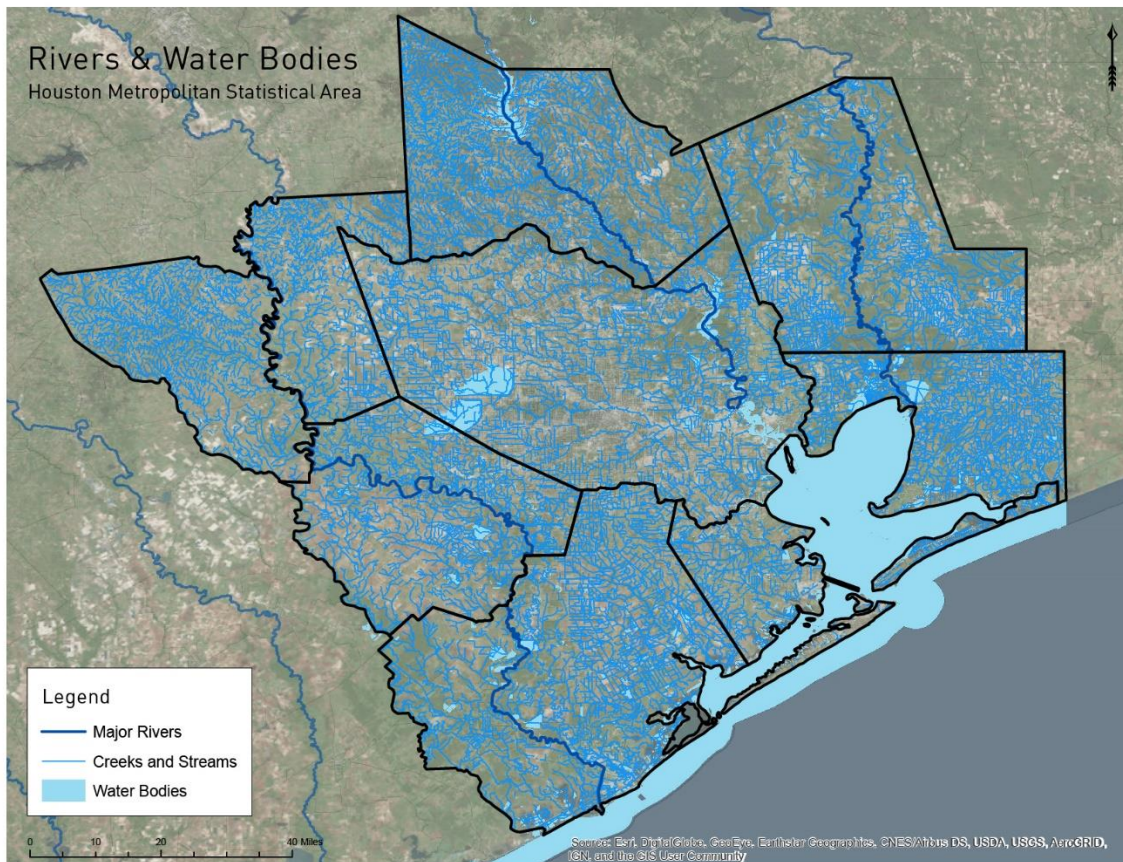 Rivers & Water Bodies
Houston Metropolitan Statistical Area
Legend
Major Rivers
Creeks and Streams
Water Bodies
0 10 20 40 Miles
Source: Esri, DigitalGlobe, GeoEye, Earthstar Geographics, CNES/Airbus DS, USDA, USGS, AeroGRID,
IGN, and the GIS User Community